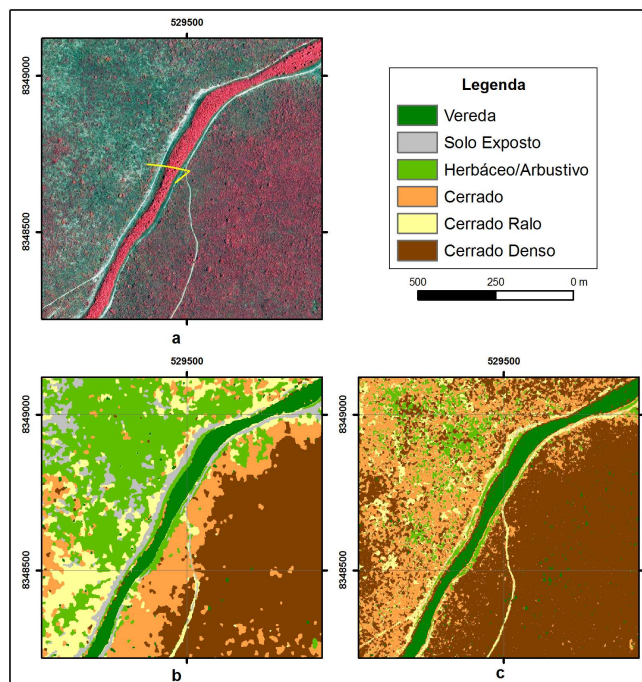 529500
8349000
8348500
a
Legenda
Vereda
Solo Exposto
Herbáceo/Arbustivo
Cerrado
Cerrado Ralo
Cerrado Denso
500 250 0 m
529500
529500
8349000
8348500
8349000
8348500
b
c